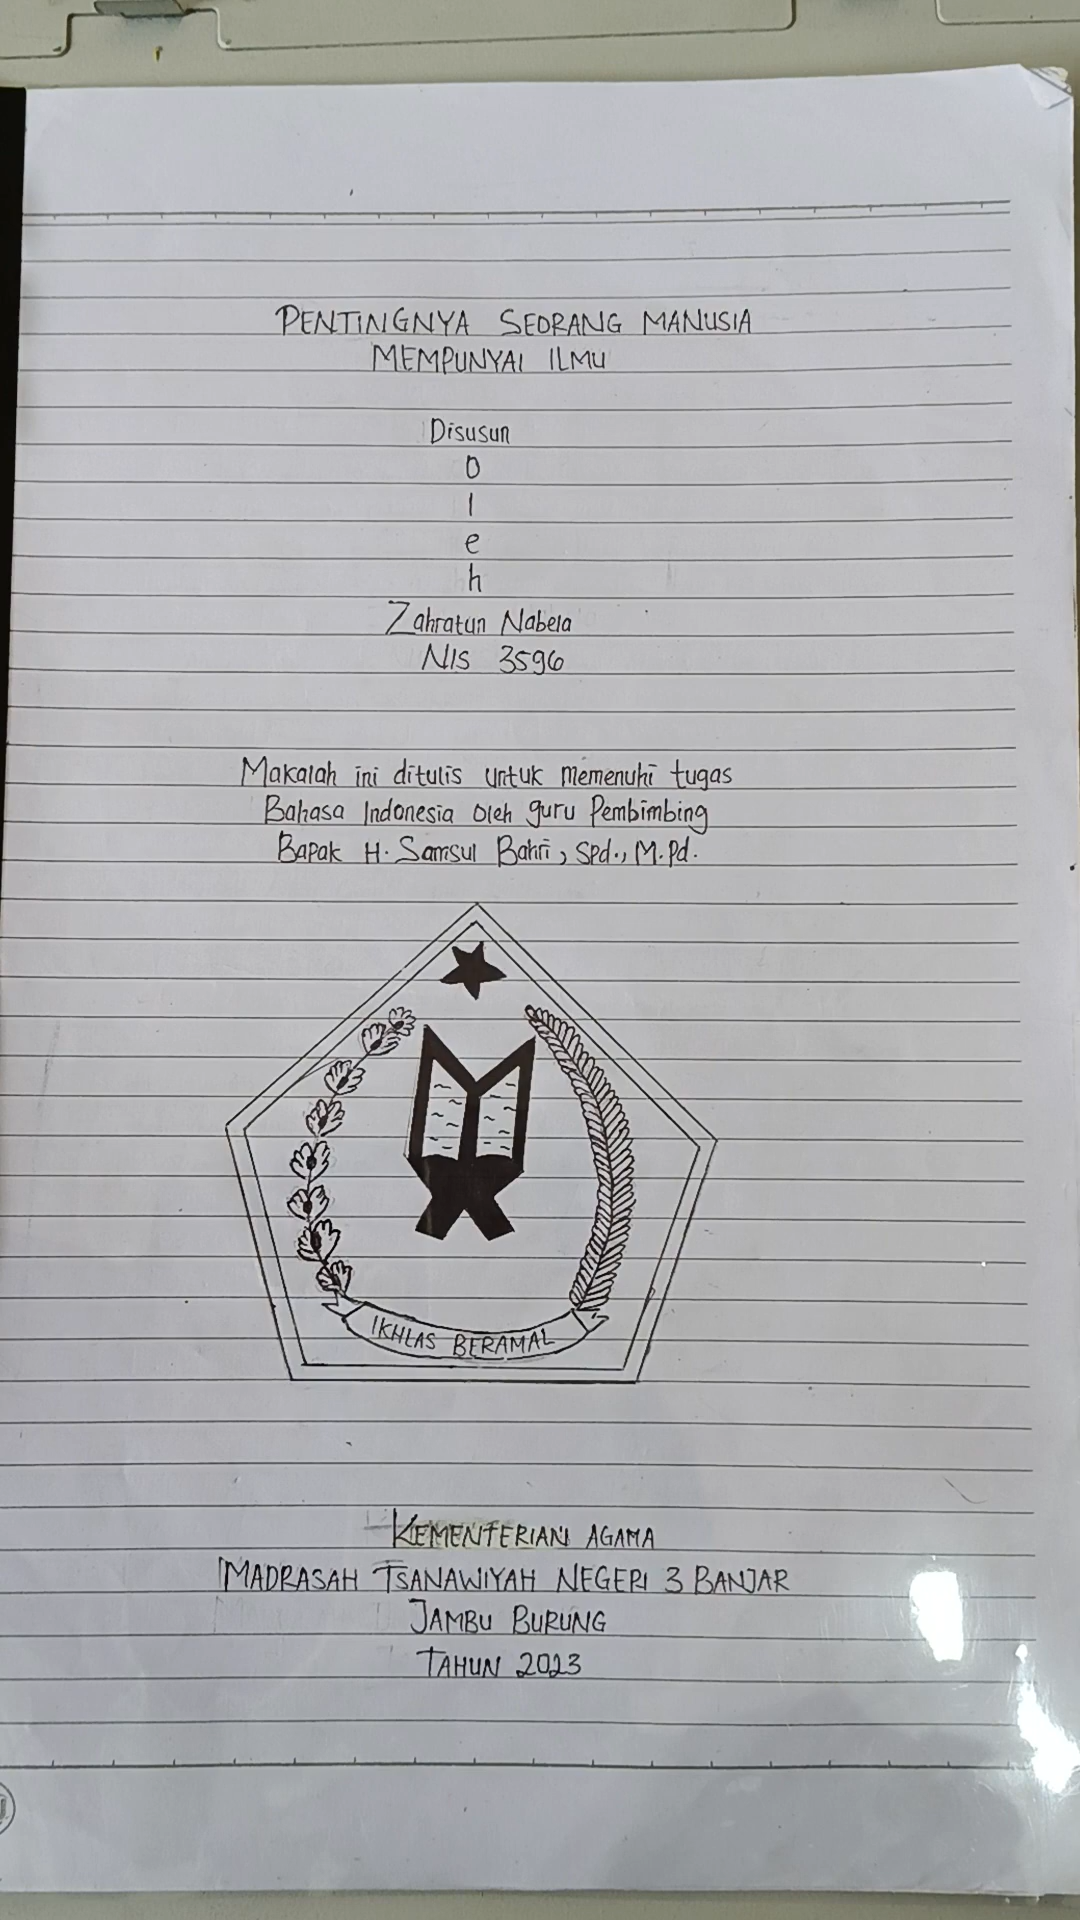 PENTINGNYA SEORANG MANUSIA
MEMPUNYAI ILMU
Disusun
O
l
e
h
Zahratun Nabela
NIS 3596
Makalah ini ditulis untuk memenuhi tugas
Bahasa Indonesia oleh guru Pembimbing
Bapak H. Samsul Bahri, Spd., M.Pd.
IKHLAS BERAMAL
KEMENTERIAN AGAMA
MADRASAH TSANAWIYAH NEGERI 3 BANJAR
JAMBU BURUNG
TAHUN 2023